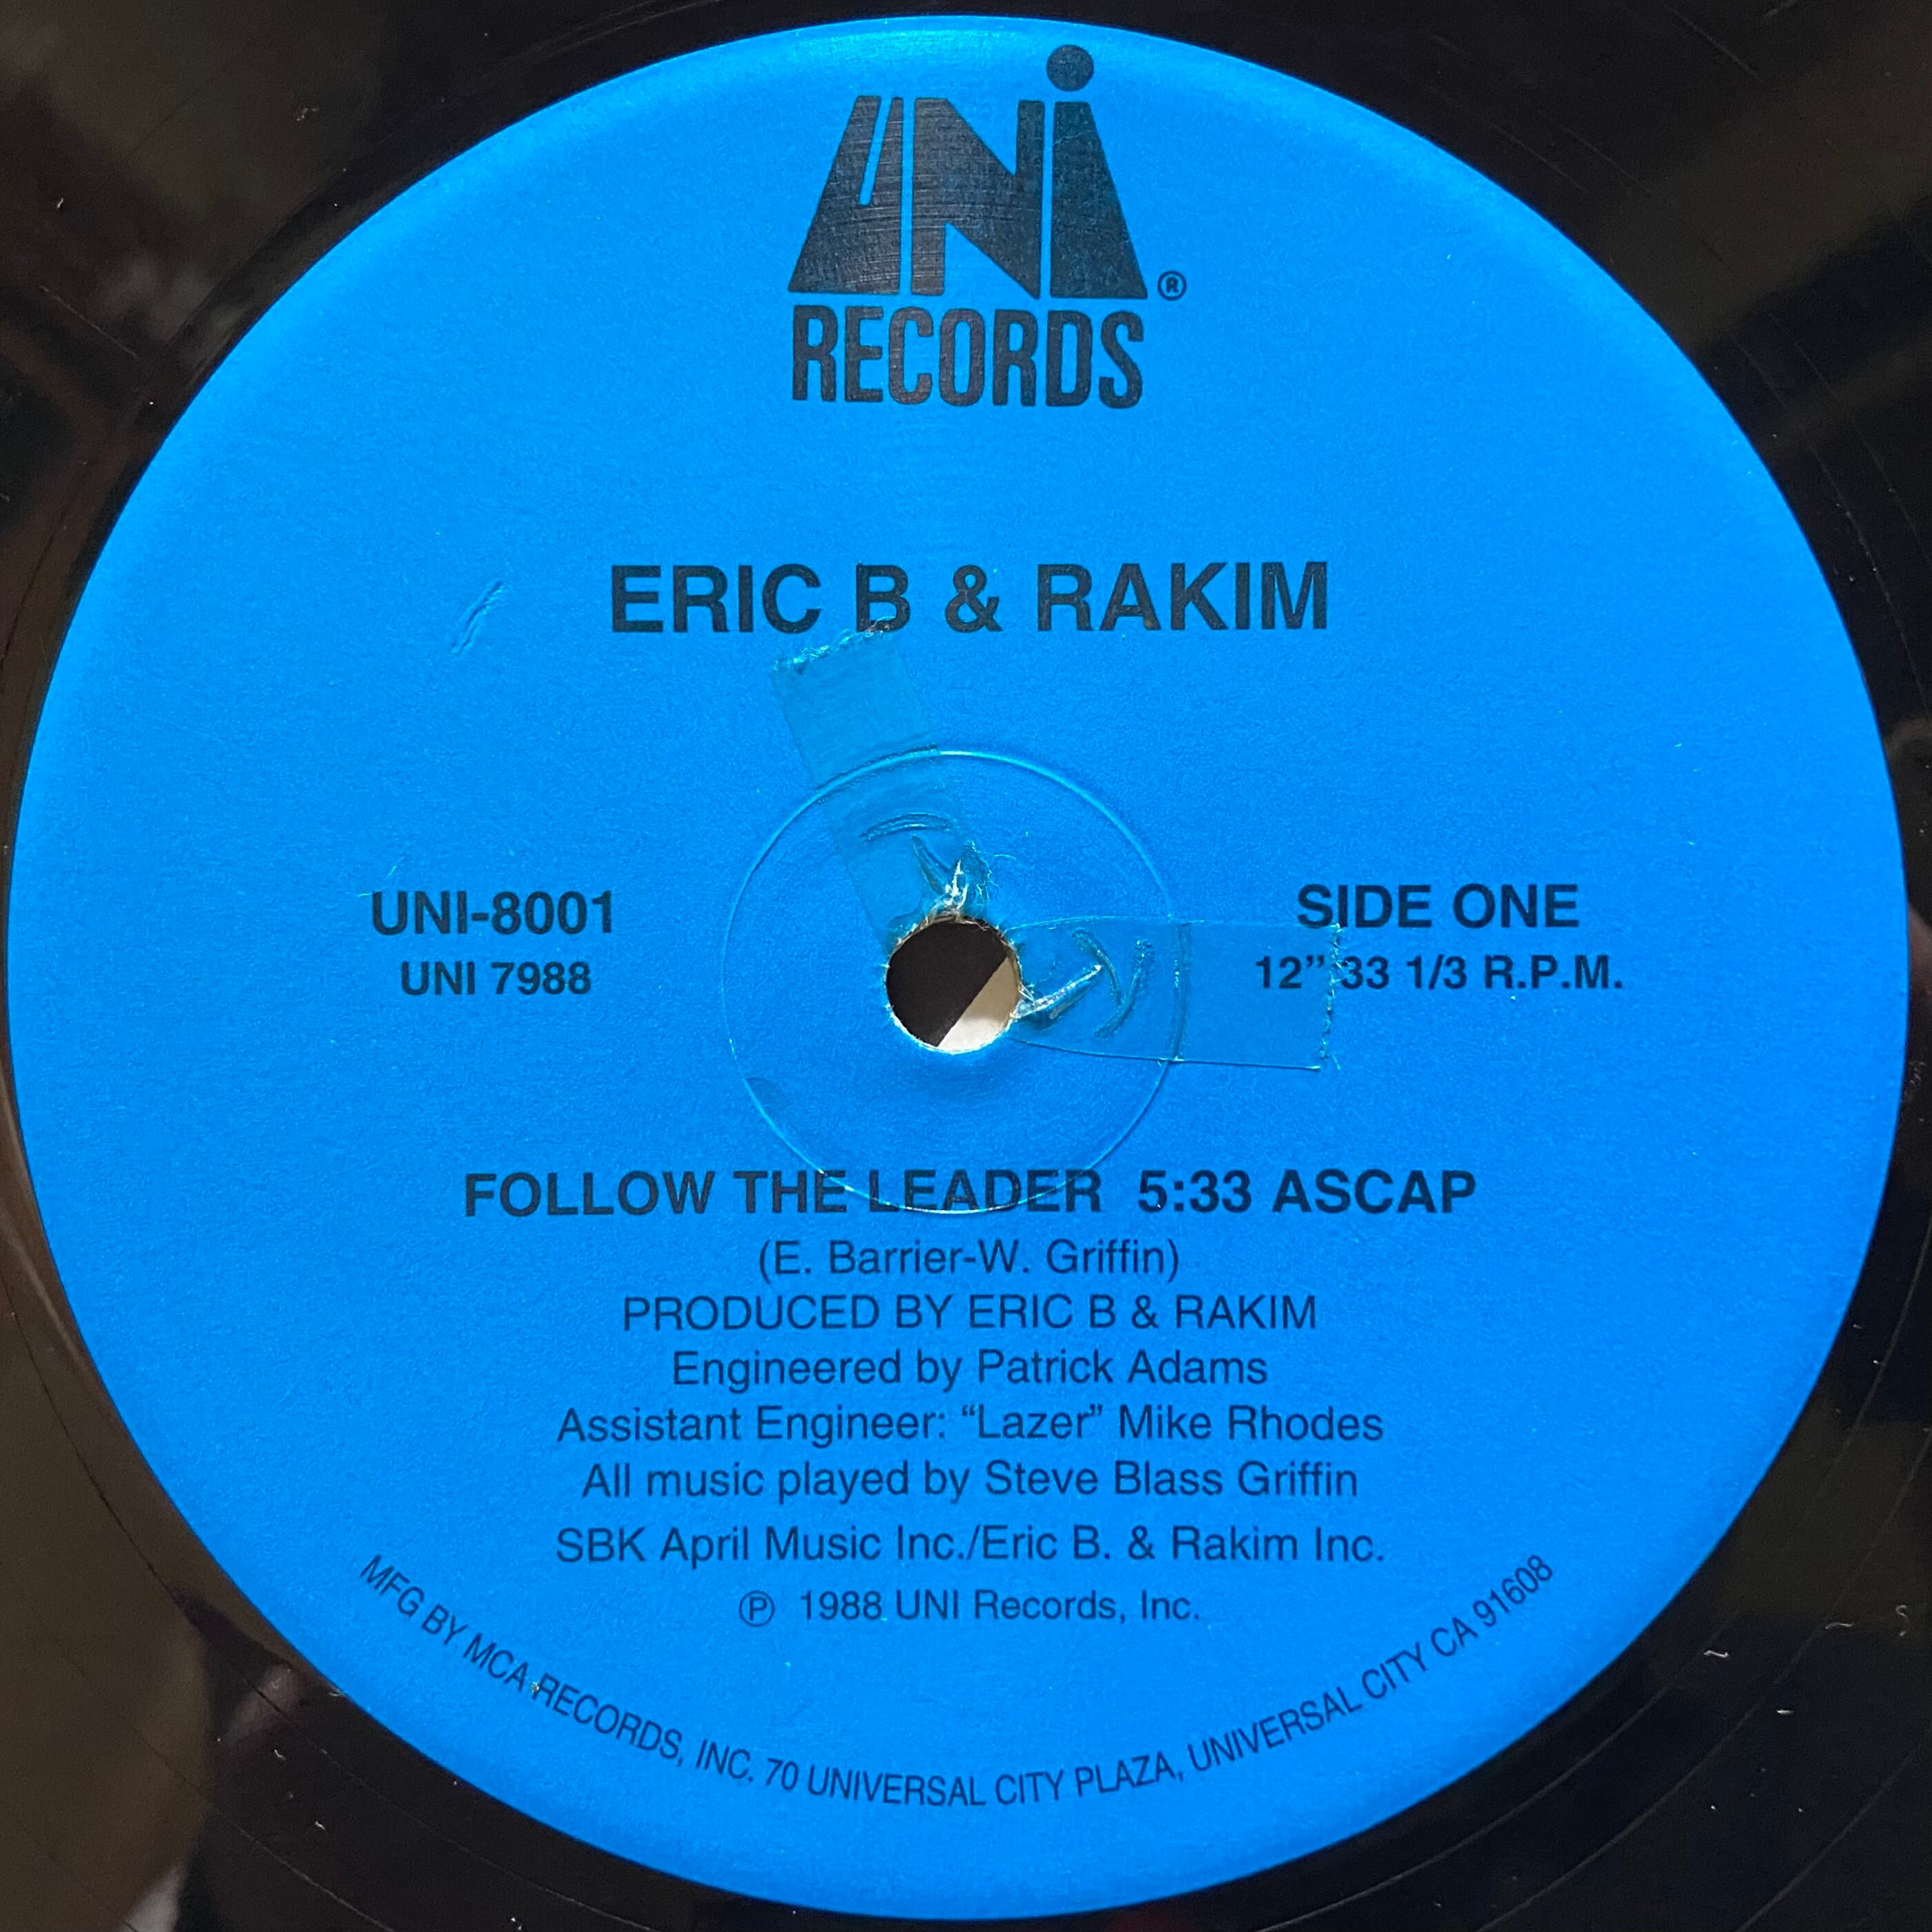 UNi ®
RECORDS
ERIC B & RAKIM
UNI-8001
UNI 7988
SIDE ONE
12” 33 1/3 R.P.M.
FOLLOW THE LEADER 5:33 ASCAP
(E. Barrier-W. Griffin)
PRODUCED BY ERIC B & RAKIM
Engineered by Patrick Adams
Assistant Engineer: “Lazer” Mike Rhodes
All music played by Steve Blass Griffin
SBK April Music Inc./Eric B. & Rakim Inc.
℗ 1988 UNI Records, Inc.
MFG BY MCA RECORDS, INC. 70 UNIVERSAL CITY PLAZA, UNIVERSAL CITY CA 91608